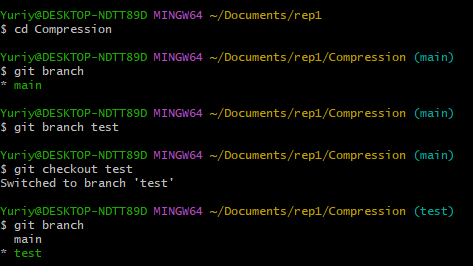 Yuriy@DESKTOP-NDTT89D MINGW64 ~/Documents/rep1
$ cd Compression
Yuriy@DESKTOP-NDTT89D MINGW64 ~/Documents/rep1/Compression (main)
$ git branch
* main
Yuriy@DESKTOP-NDTT89D MINGW64 ~/Documents/rep1/Compression (main)
$ git branch test
Yuriy@DESKTOP-NDTT89D MINGW64 ~/Documents/rep1/Compression (main)
$ git checkout test
Switched to branch 'test'
Yuriy@DESKTOP-NDTT89D MINGW64 ~/Documents/rep1/Compression (test)
$ git branch
  main
* test